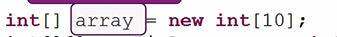 int[] array = new int[10];